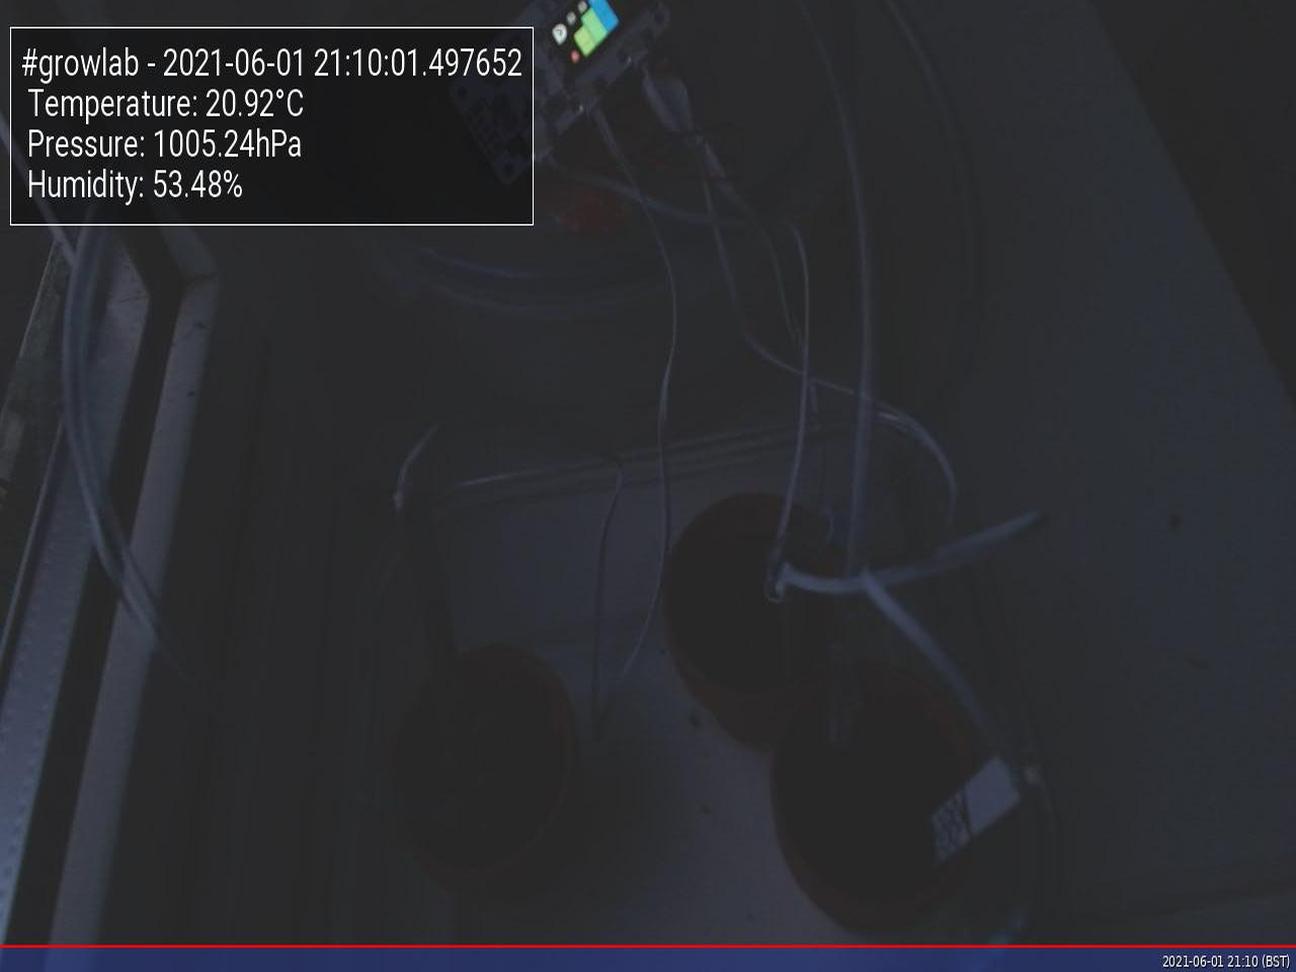 #growlab - 2021-06-01 21:10:01.497652
Temperature: 20.92°C
Pressure: 1005.24hPa
Humidity: 53.48%
2021-06-01 21:10 (BST)